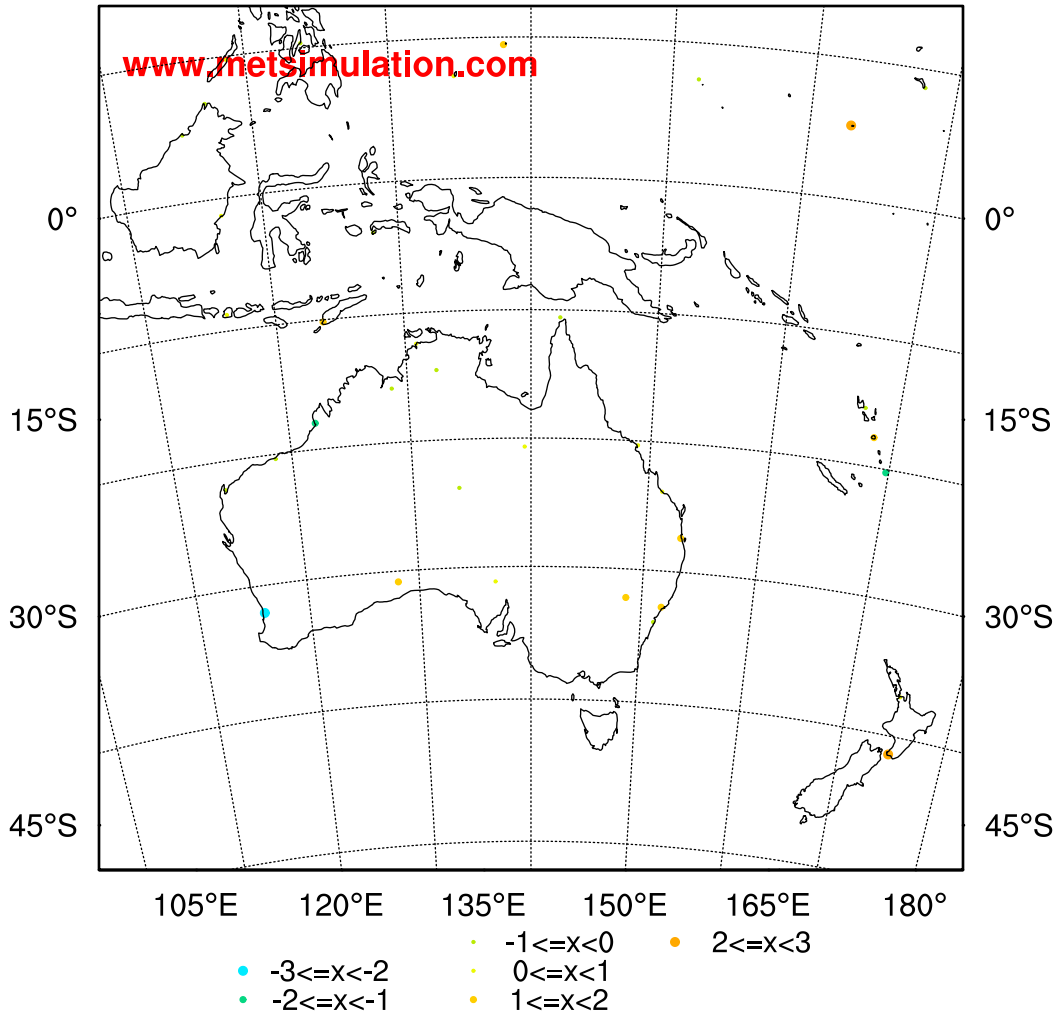 www.metsimulation.com
0° 0°
15°S 15°S
30°S 30°S
45°S 45°S
105°E 120°E 135°E 150°E 165°E 180°
-1<=x<0 2<=x<3
-3<=x<-2 0<=x<1
-2<=x<-1 1<=x<2